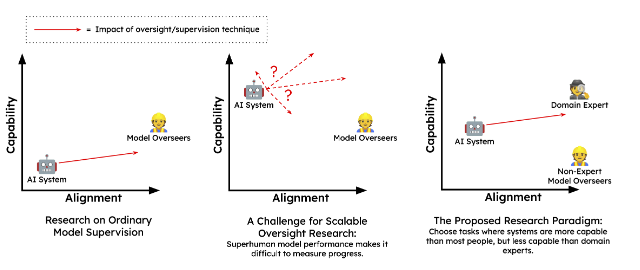 = Impact of oversight/supervision technique
Capability
AI System
Model Overseers
Alignment
Research on Ordinary
Model Supervision
Capability
?
?
AI System
Model Overseers
Alignment
A Challenge for Scalable
Oversight Research:
Superhuman model performance makes it
difficult to measure progress.
Capability
Domain Expert
AI System
Non-Expert
Model Overseers
Alignment
The Proposed Research Paradigm:
Choose tasks where systems are more capable
than most people, but less capable than domain
experts.